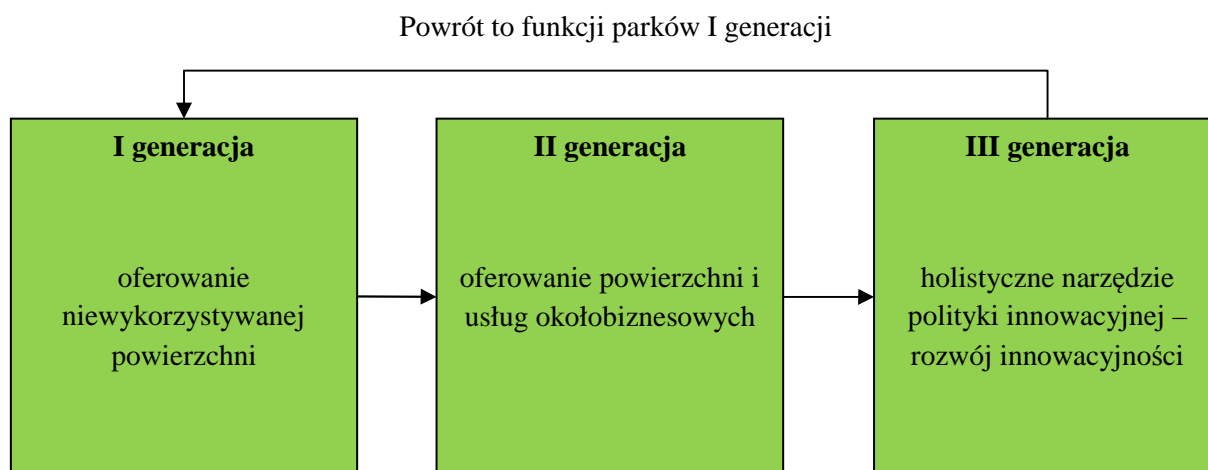 Powrót to funkcji parków I generacji
I generacja
oferowanie
niewykorzystywanej
powierzchni
II generacja
oferowanie powierzchni i
usług okołobiznesowych
III generacja
holistyczne narzędzie
polityki innowacyjnej –
rozwój innowacyjności